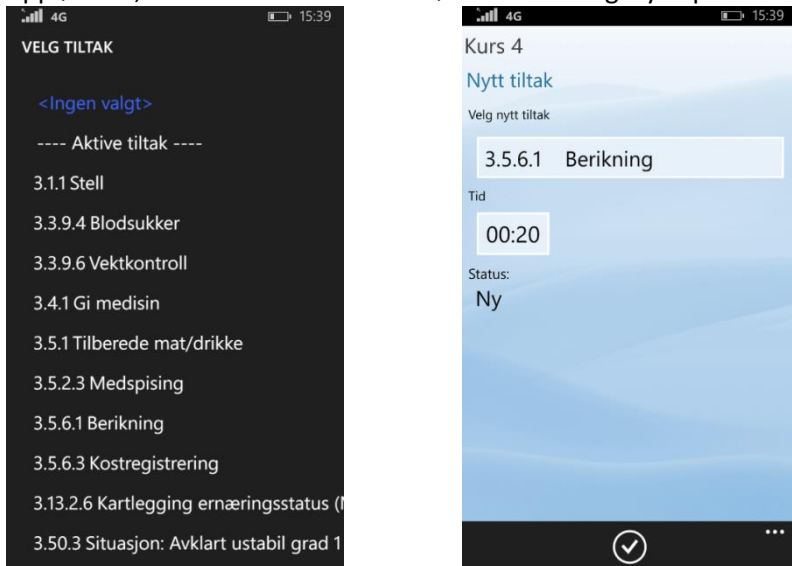 4G 15:39
VELG TILTAK
<Ingen valgt>
---- Aktive tiltak ----
3.1.1 Stell
3.3.9.4 Blodsukker
3.3.9.6 Vektkontroll
3.4.1 Gi medisin
3.5.1 Tilberede mat/drikke
3.5.2.3 Medspising
3.5.6.1 Berikning
3.5.6.3 Kostregistrering
3.13.2.6 Kartlegging ernæringsstatus (
3.50.3 Situasjon: Avklart ustabil grad 1
4G 15:39
Kurs 4
Nytt tiltak
Velg nytt tiltak
3.5.6.1 Berikning
Tid
00:20
Status:
Ny
...